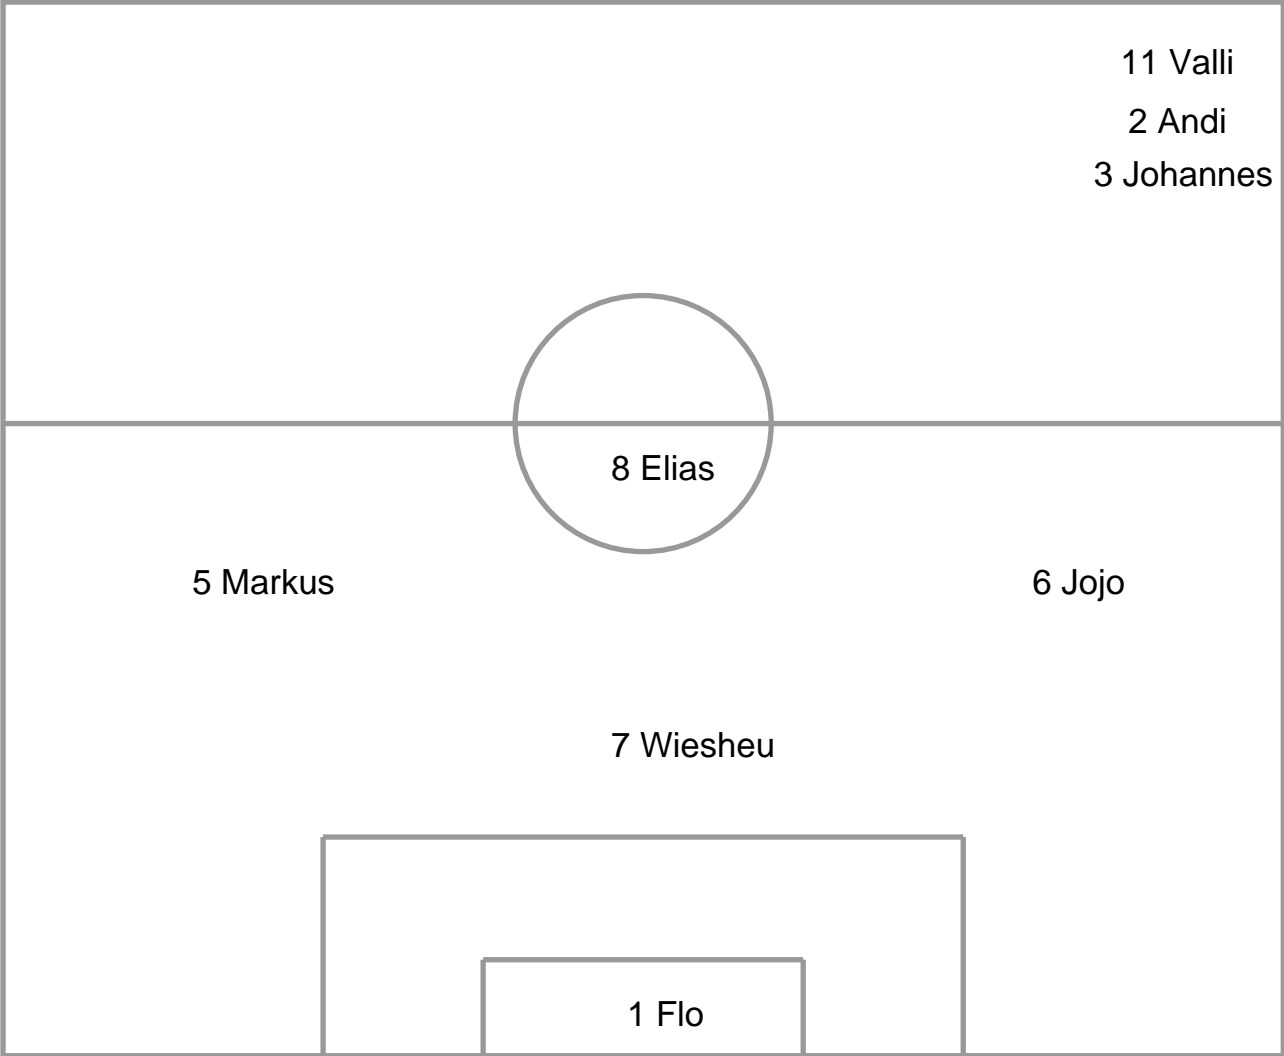 11 Valli
2 Andi
3 Johannes
8 Elias
5 Markus
6 Jojo
7 Wiesheu
1 Flo